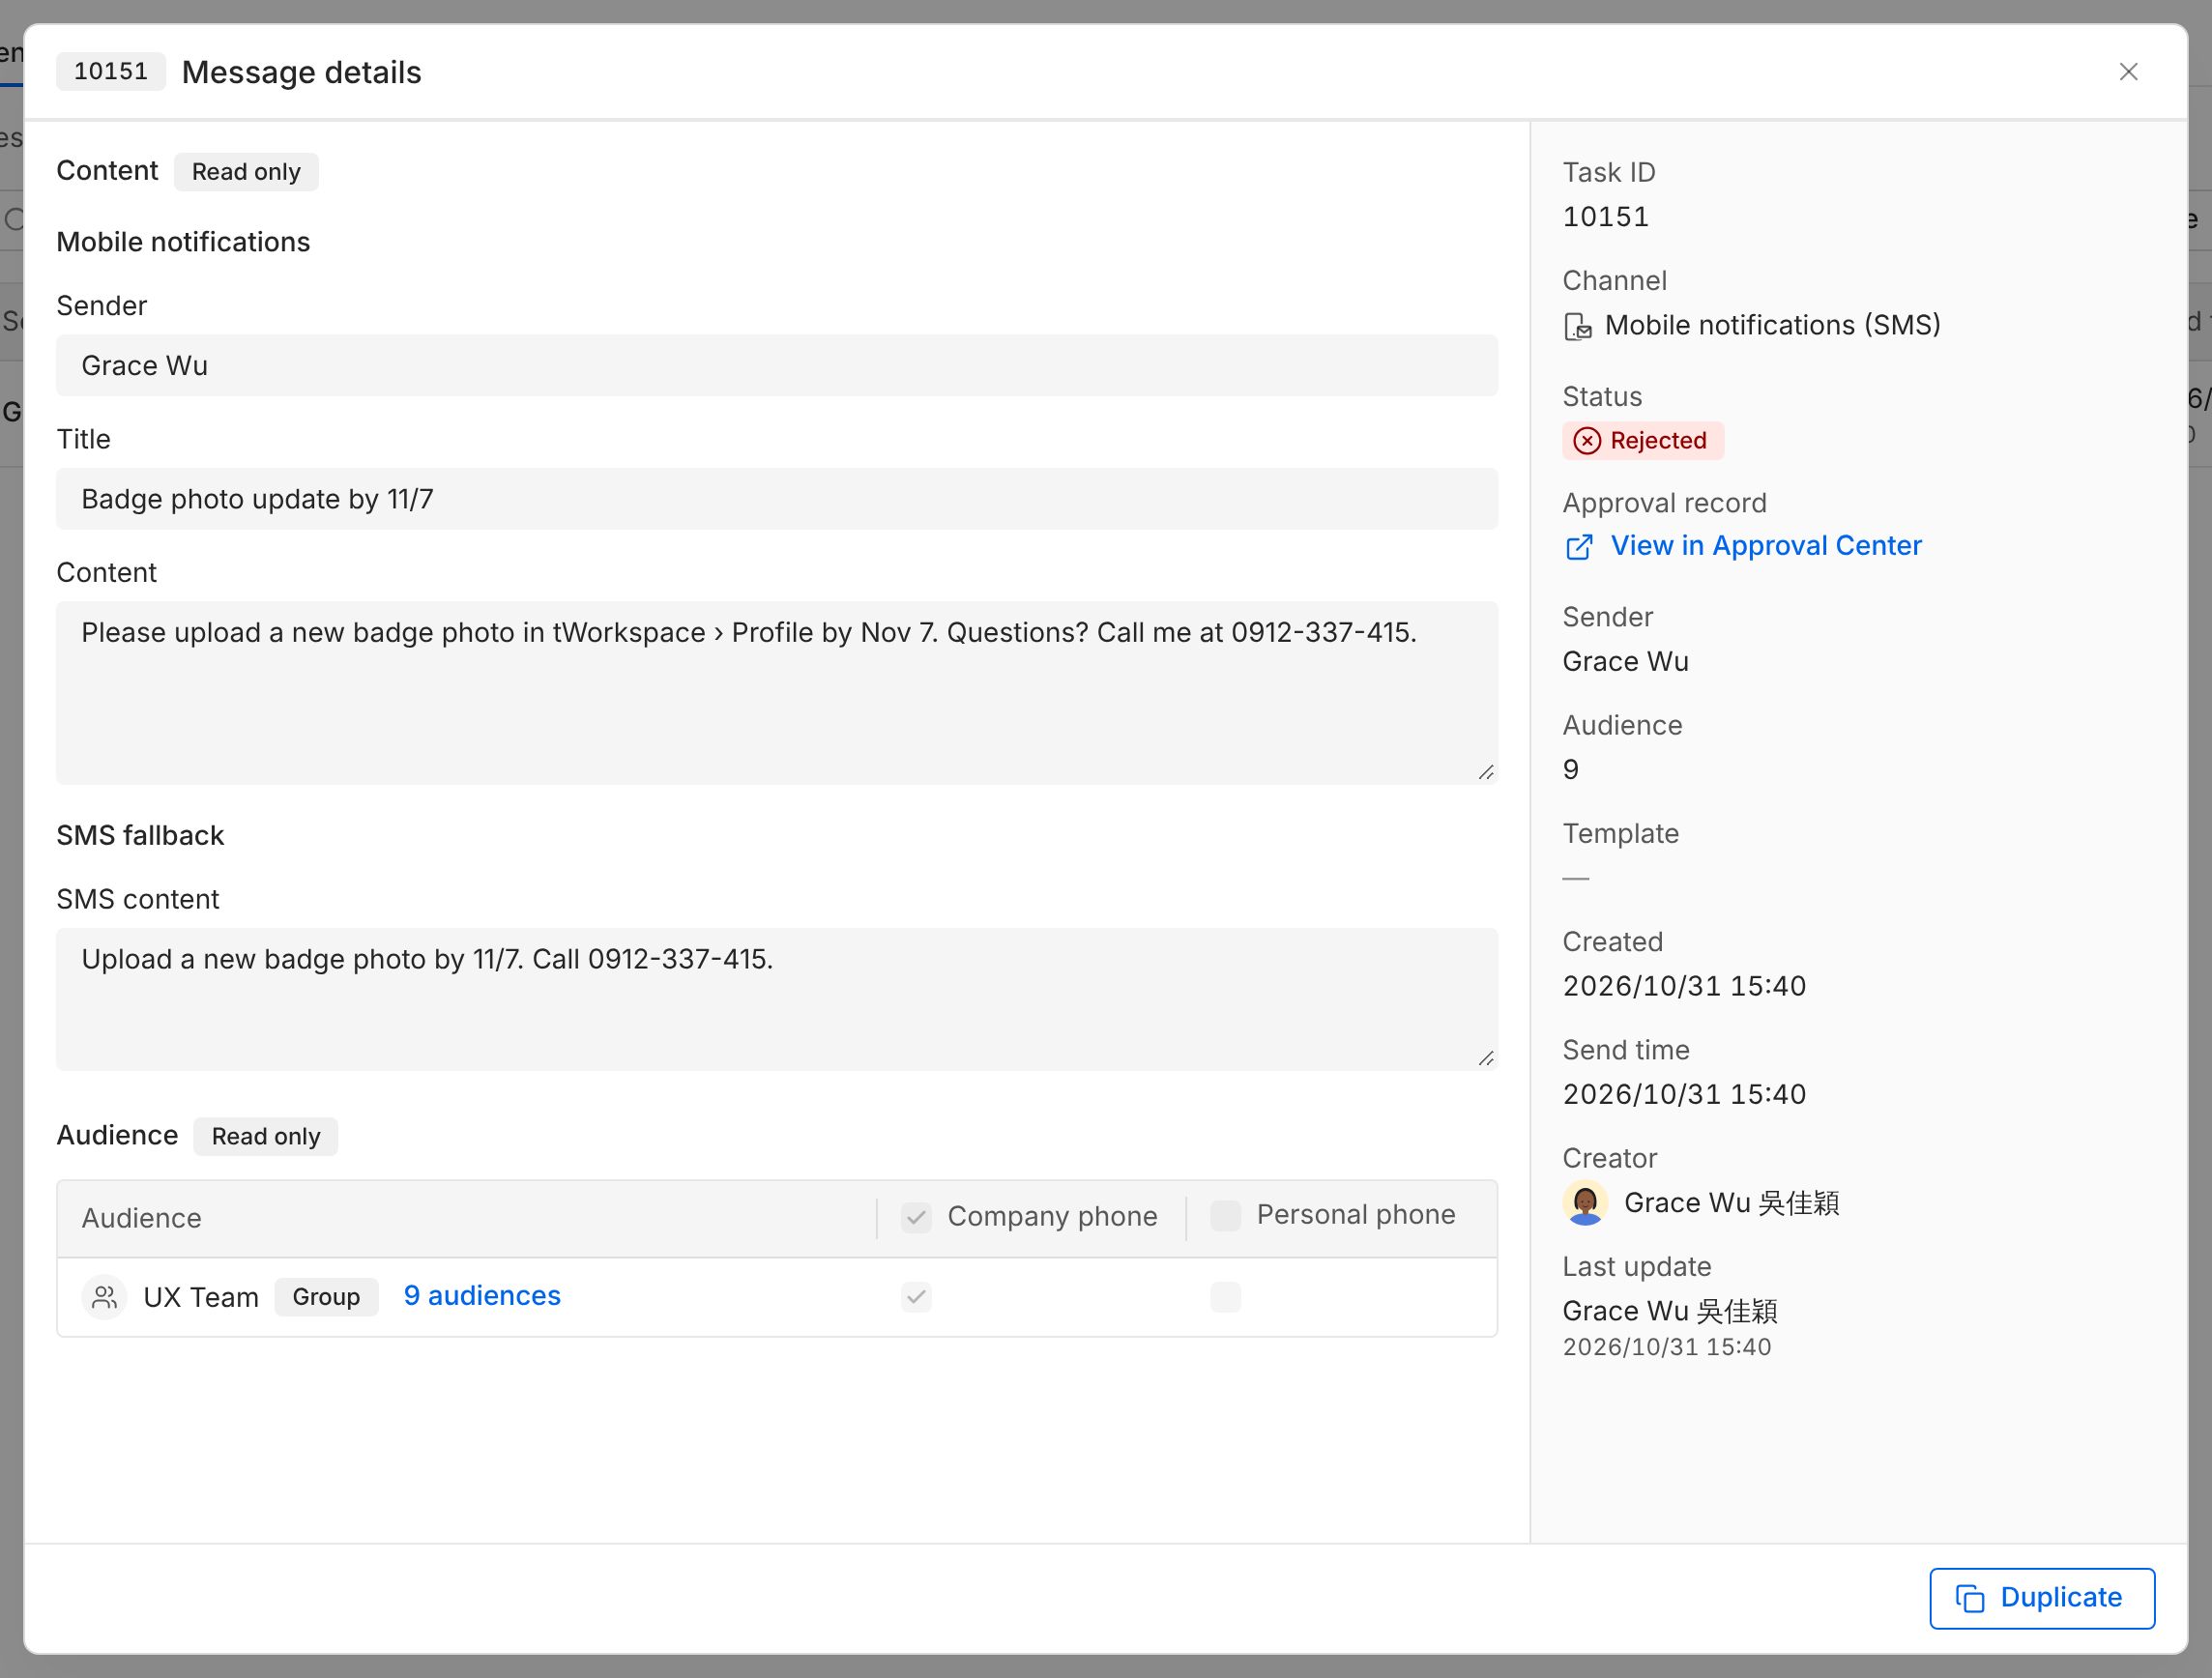 10151 Message details
Content Read only
Mobile notifications
Sender
Grace Wu
Title
Badge photo update by 11/7
Content
Please upload a new badge photo in tWorkspace › Profile by Nov 7. Questions? Call me at 0912-337-415.
SMS fallback
SMS content
Upload a new badge photo by 11/7. Call 0912-337-415.
Audience Read only
Audience Company phone Personal phone
UX Team Group 9 audiences
Task ID
10151
Channel
Mobile notifications (SMS)
Status
Rejected
Approval record
View in Approval Center
Sender
Grace Wu
Audience
9
Template
—
Created
2026/10/31 15:40
Send time
2026/10/31 15:40
Creator
Grace Wu 吳佳穎
Last update
Grace Wu 吳佳穎
2026/10/31 15:40
Duplicate